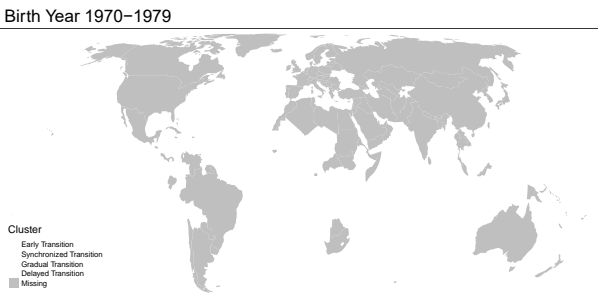 Birth Year 1970−1979
Cluster
Early Transition
Synchronized Transition
Gradual Transition
Delayed Transition
Missing